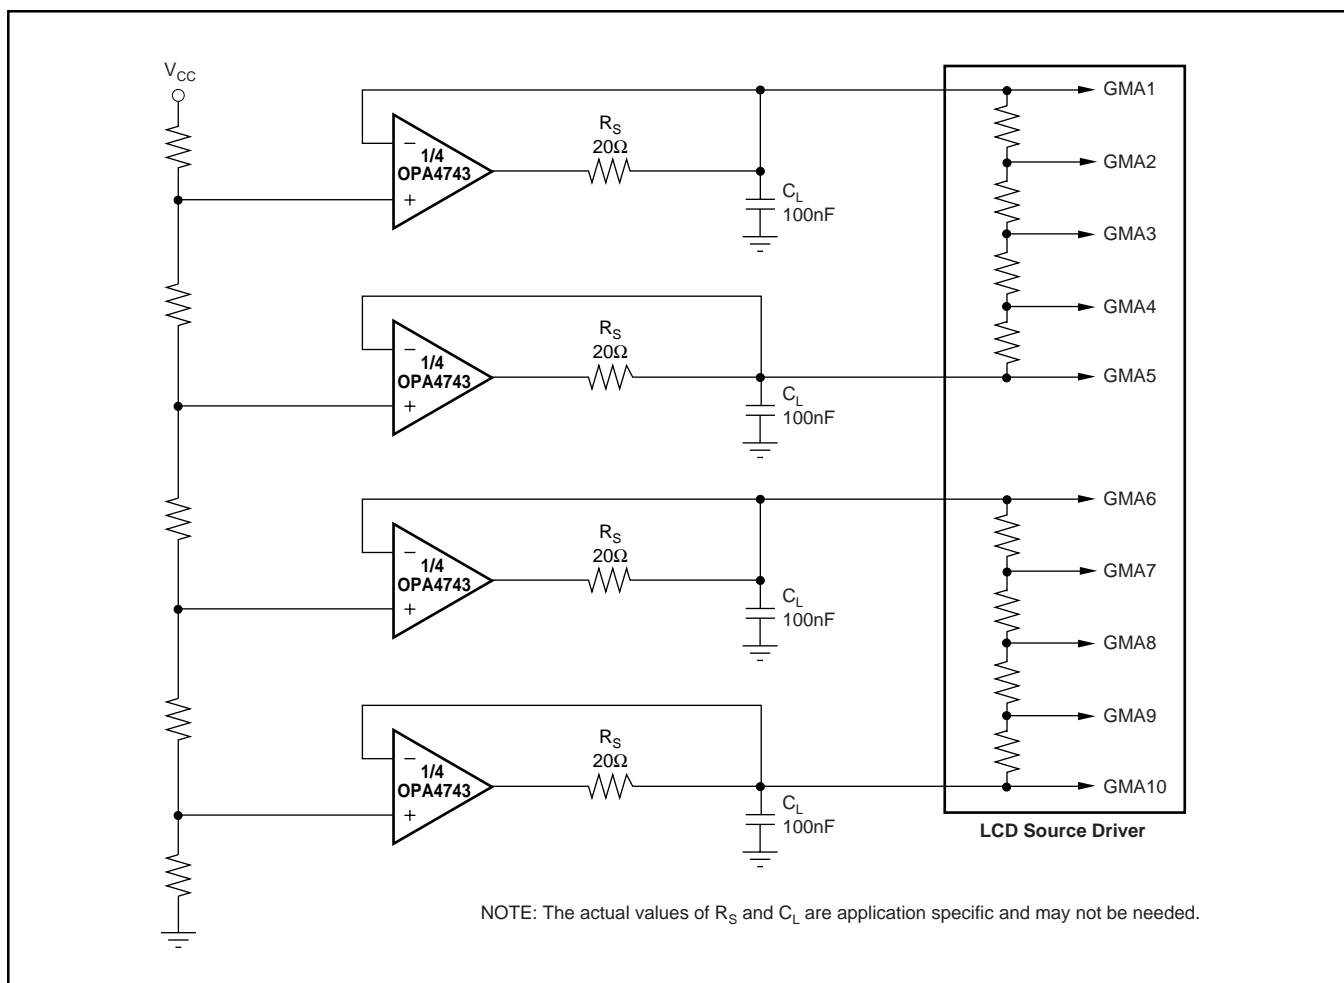 V_CC
R_S
20Ω
1/4
OPA4743
C_L
100nF
R_S
20Ω
1/4
OPA4743
C_L
100nF
R_S
20Ω
1/4
OPA4743
C_L
100nF
R_S
20Ω
1/4
OPA4743
C_L
100nF
GMA1
GMA2
GMA3
GMA4
GMA5
GMA6
GMA7
GMA8
GMA9
GMA10
LCD Source Driver
NOTE: The actual values of R_S and C_L are application specific and may not be needed.